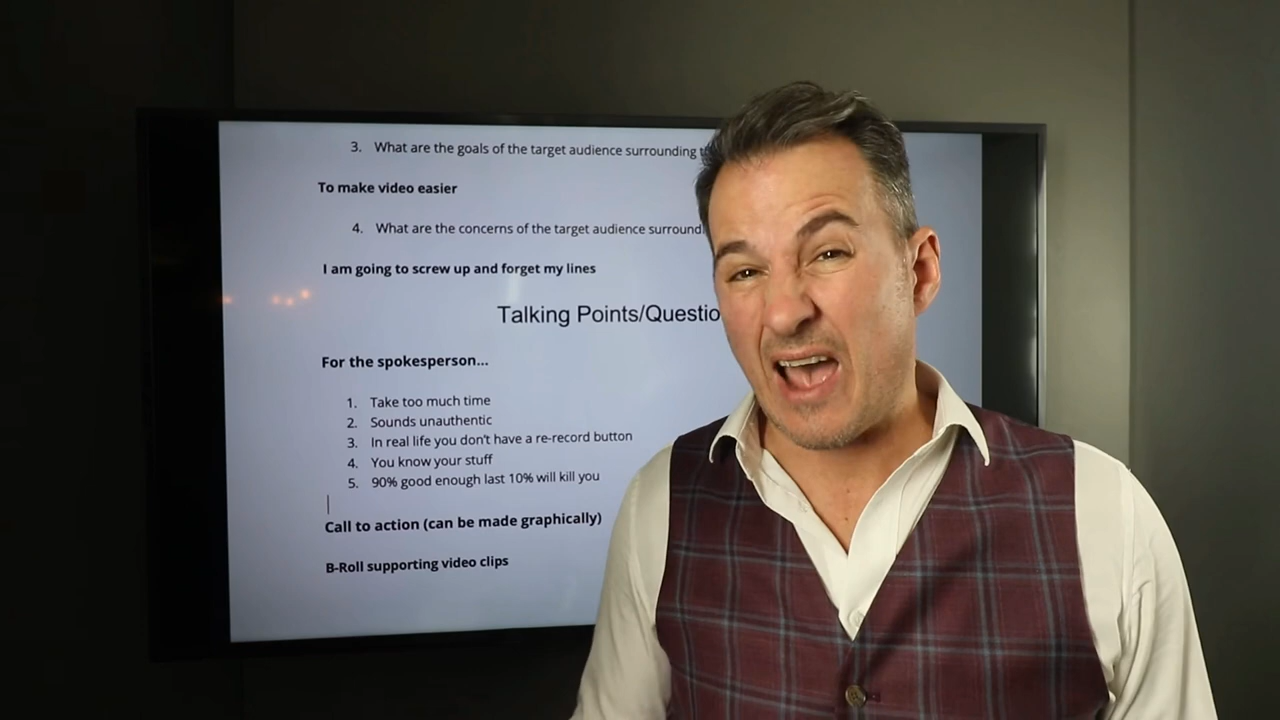 3. What are the goals of the target audience surrounding
To make video easier
4. What are the concerns of the target audience
I am going to screw up and forget my lines
Talking
For the spokesperson...
1. Take too much time
2. Sounds unauthentic
3. In real life you don't have a re-record button
4. You know your stuff
5. 90% good enough last 10% will kill you
Call to action (can be made graphically)
B-Roll supporting video clips